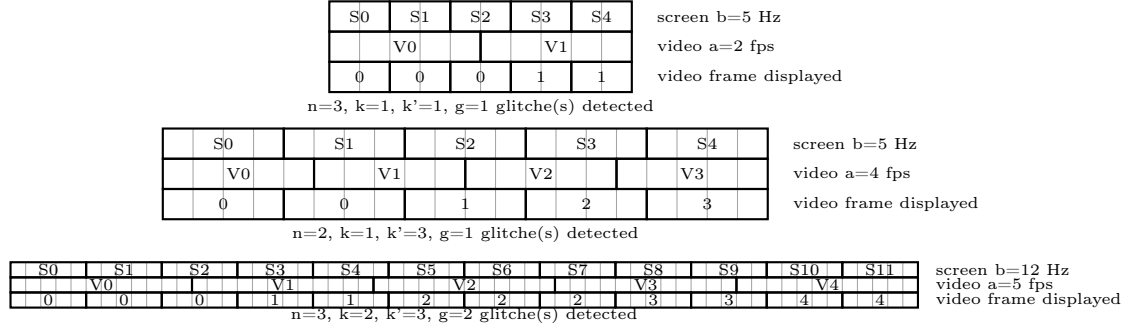 S0 S1 S2 S3 S4 screen b=5 Hz
V0 V1 video a=2 fps
0 0 0 1 1 video frame displayed
n=3, k=1, k'=1, g=1 glitche(s) detected
S0 S1 S2 S3 S4 screen b=5 Hz
V0 V1 V2 V3 video a=4 fps
0 0 1 2 3 video frame displayed
n=2, k=1, k'=3, g=1 glitche(s) detected
S0 S1 S2 S3 S4 S5 S6 S7 S8 S9 S10 S11 screen b=12 Hz
V0 V1 V2 V3 V4 video a=5 fps
0 0 0 1 1 2 2 2 3 3 4 4 video frame displayed
n=3, k=2, k'=3, g=2 glitche(s) detected